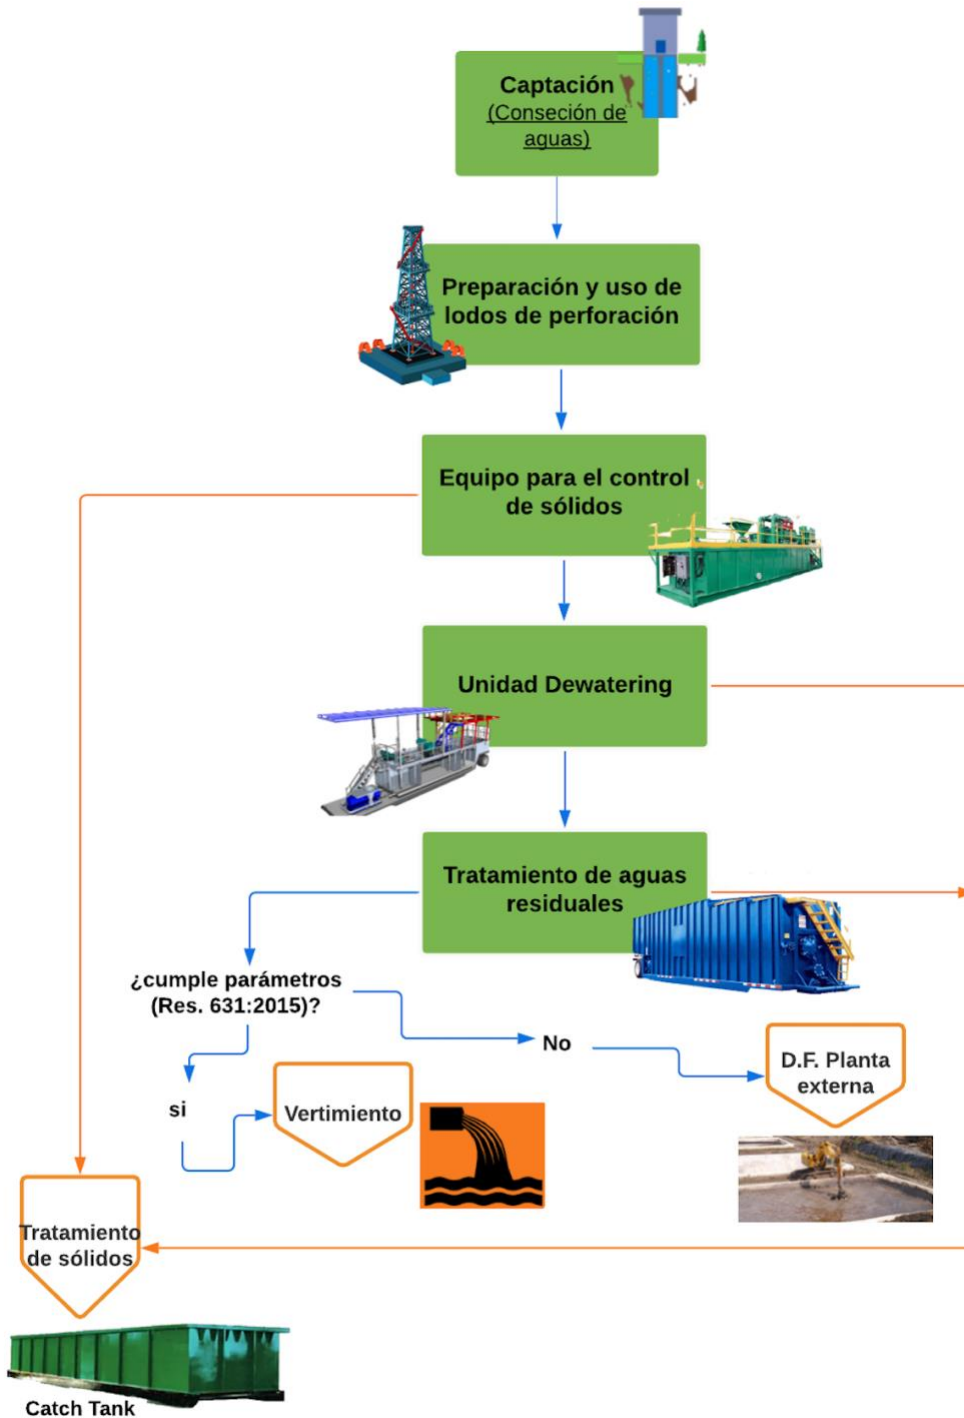 Captación
(Conseción de
aguas)
Preparación y uso de
lodos de perforación
Equipo para el control
de sólidos
Unidad Dewatering
Tratamiento de aguas
residuales
¿cumple parámetros
(Res. 631:2015)?
No
D.F. Planta
externa
si
Vertimiento
Tratamiento
de sólidos
Catch Tank